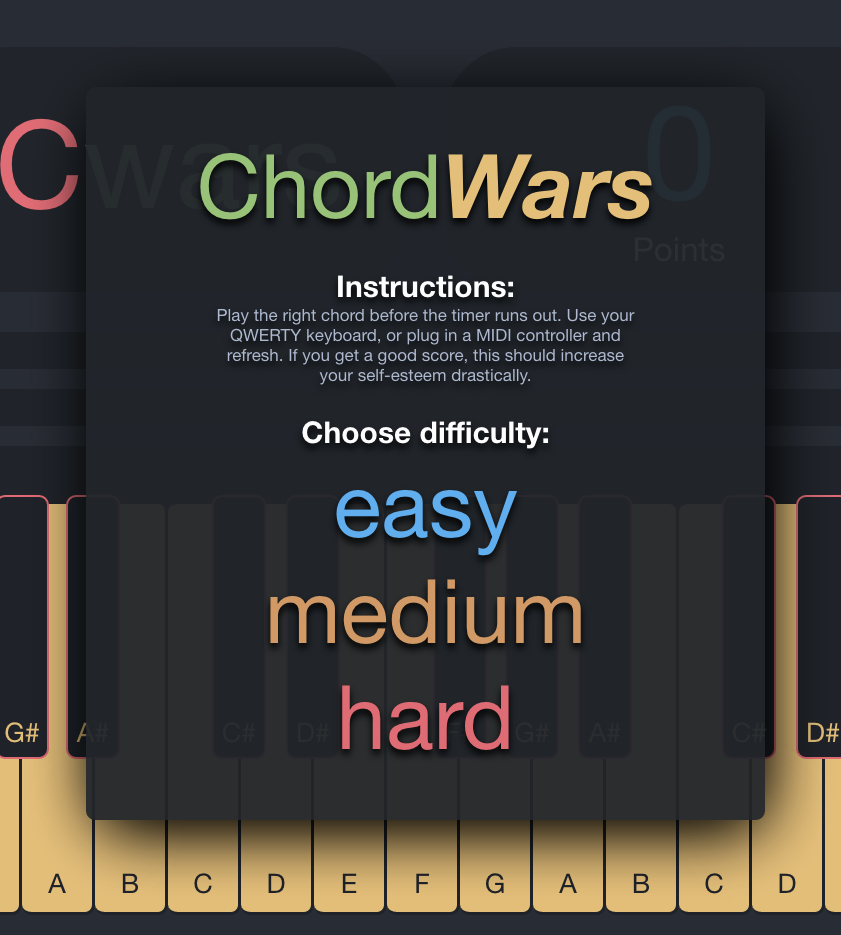 Cwars
0
ChordWars
Points
Instructions:
Play the right chord before the timer runs out. Use your
QWERTY keyboard, or plug in a MIDI controller and
refresh. If you get a good score, this should increase
your self-esteem drastically.
Choose difficulty:
easy
medium
hard
G# A# C# D# G# A# C# D#
A B C D E F G A B C D